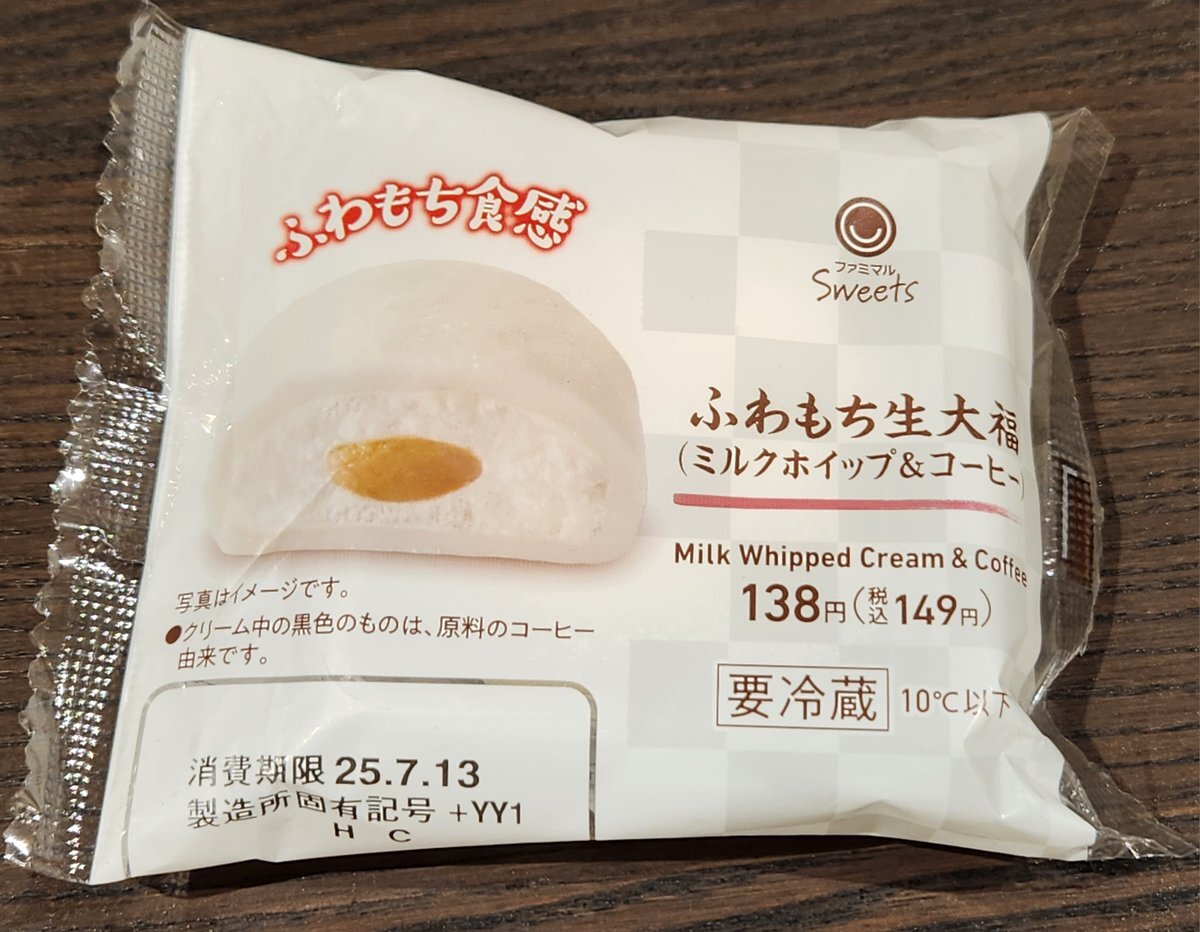 ふわもち食感
ファミマル
Sweets
ふわもち生大福
(ミルクホイップ&コーヒー)
Milk Whipped Cream & Coffee
138円(税込149円)
要冷蔵 10℃以下
写真はイメージです。
●クリーム中の黒色のものは、原料のコーヒー
由来です。
消費期限 25.7.13
製造所固有記号 +YY1
H C